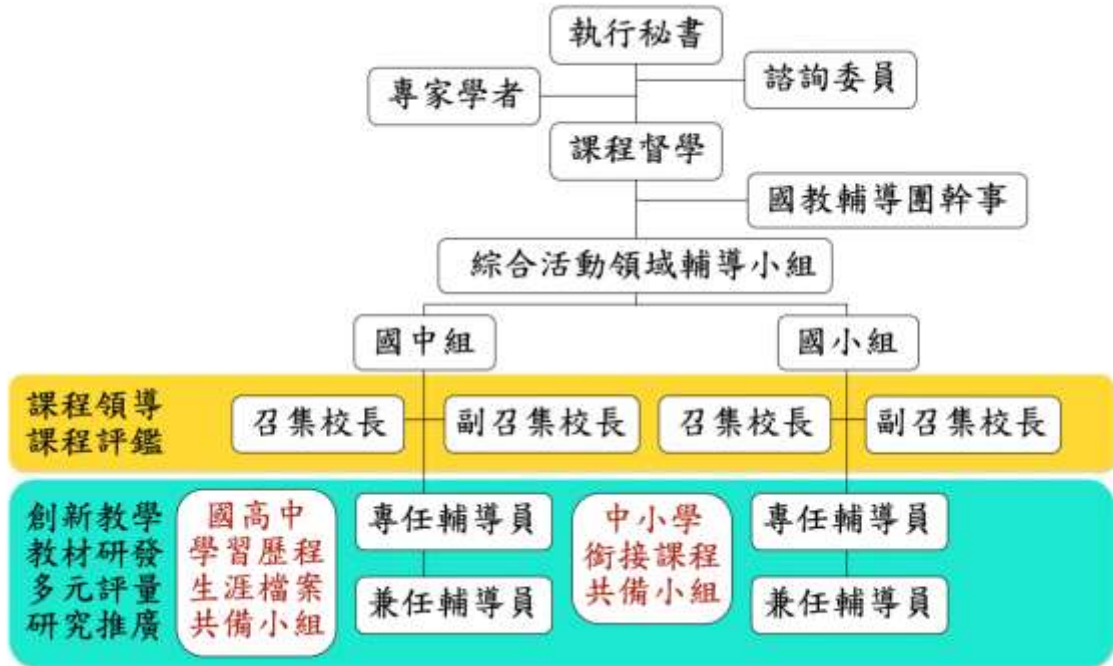 執行秘書
專家學者
諮詢委員
課程督學
國教輔導團幹事
綜合活動領域輔導小組
國中組
國小組
課程領導
課程評鑑
召集校長
副召集校長
召集校長
副召集校長
創新教學
教材研發
多元評量
研究推廣
國高中
學習歷程
生涯檔案
共備小組
專任輔導員
兼任輔導員
中小學
銜接課程
共備小組
專任輔導員
兼任輔導員